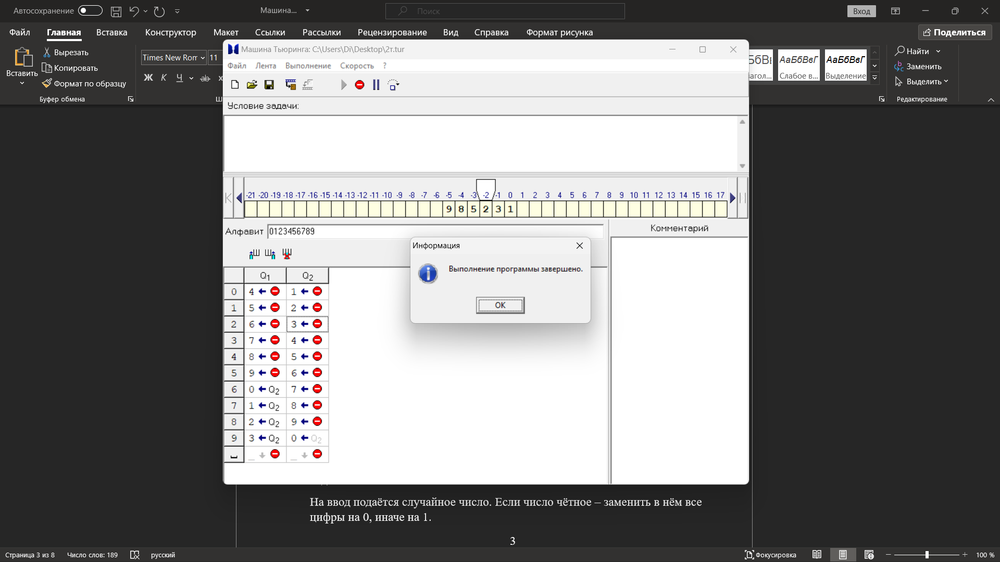 Автосохранение
Машина...
Поиск
Вход
Файл Главная Вставка Конструктор Макет Ссылки Рассылки Рецензирование Вид Справка Формат рисунка
Поделиться
Вставить
Вырезать
Копировать
Формат по образцу
Буфер обмена
Times New Ron 11
Ж К Ч ab x
Ш
БбВı АаБбВвГ АаБбВвГ
агол... Слабое в... Выделение
Найти
Заменить
Выделить
Редактирование
Машина Тьюринга: C:\Users\Di\Desktop\2т.tur
Файл Лента Выполнение Скорость ?
Условие задачи:
-21 -20 -19 -18 -17 -16 -15 -14 -13 -12 -11 -10 -9 -8 -7 -6 -5 -4 -3 -2 -1 0 1 2 3 4 5 6 7 8 9 10 11 12 13 14 15 16 17
9 8 5 2 3 1
Алфавит 0123456789
Комментарий
Информация
Выполнение программы завершено.
OK
Q1 Q2
0 4 ← 1 ←
1 5 ← 2 ←
2 6 ← 3 ←
3 7 ← 4 ←
4 8 ← 5 ←
5 9 ← 6 ←
6 0 ← Q2 7 ←
7 1 ← Q2 8 ←
8 2 ← Q2 9 ←
9 3 ← Q2 0 ← Q2
_ ↓ _ ↓
На ввод подаётся случайное число. Если число чётное – заменить в нём все
цифры на 0, иначе на 1.
3
Страница 3 из 8 Число слов: 189 русский
Фокусировка
100 %